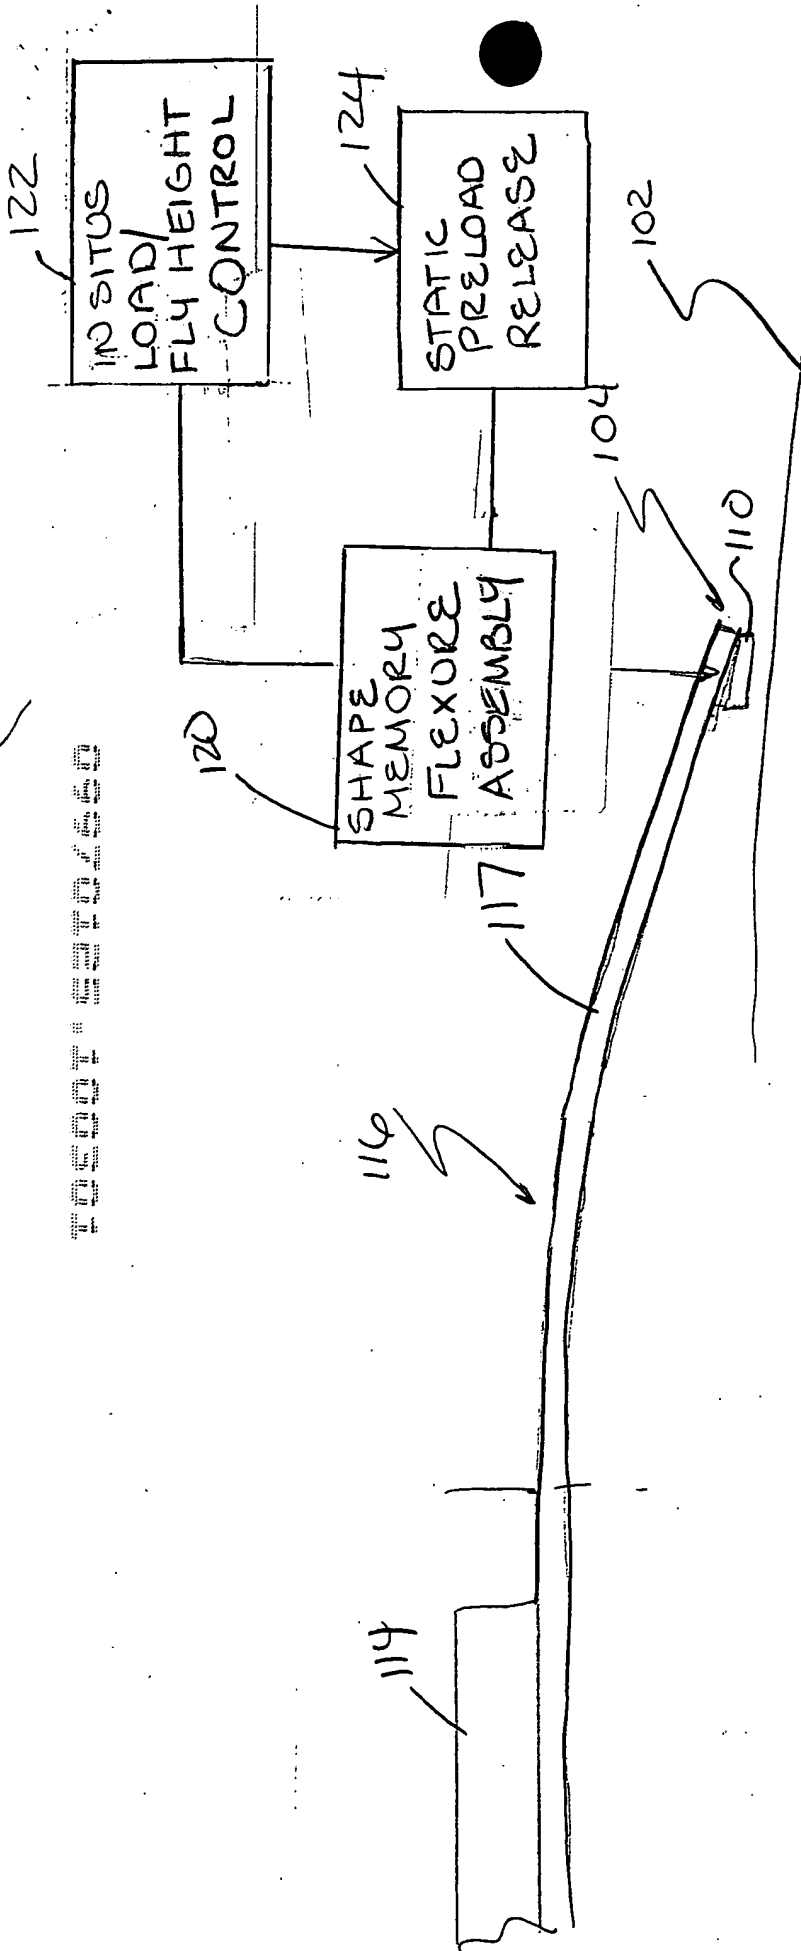 122
IN SITUS
LOAD/
FLY HEIGHT
CONTROL
120
SHAPE
MEMORY
FLEXURE
ASSEMBLY
124
STATIC
PRELOAD
RELEASE
114
116
117
104
110
102